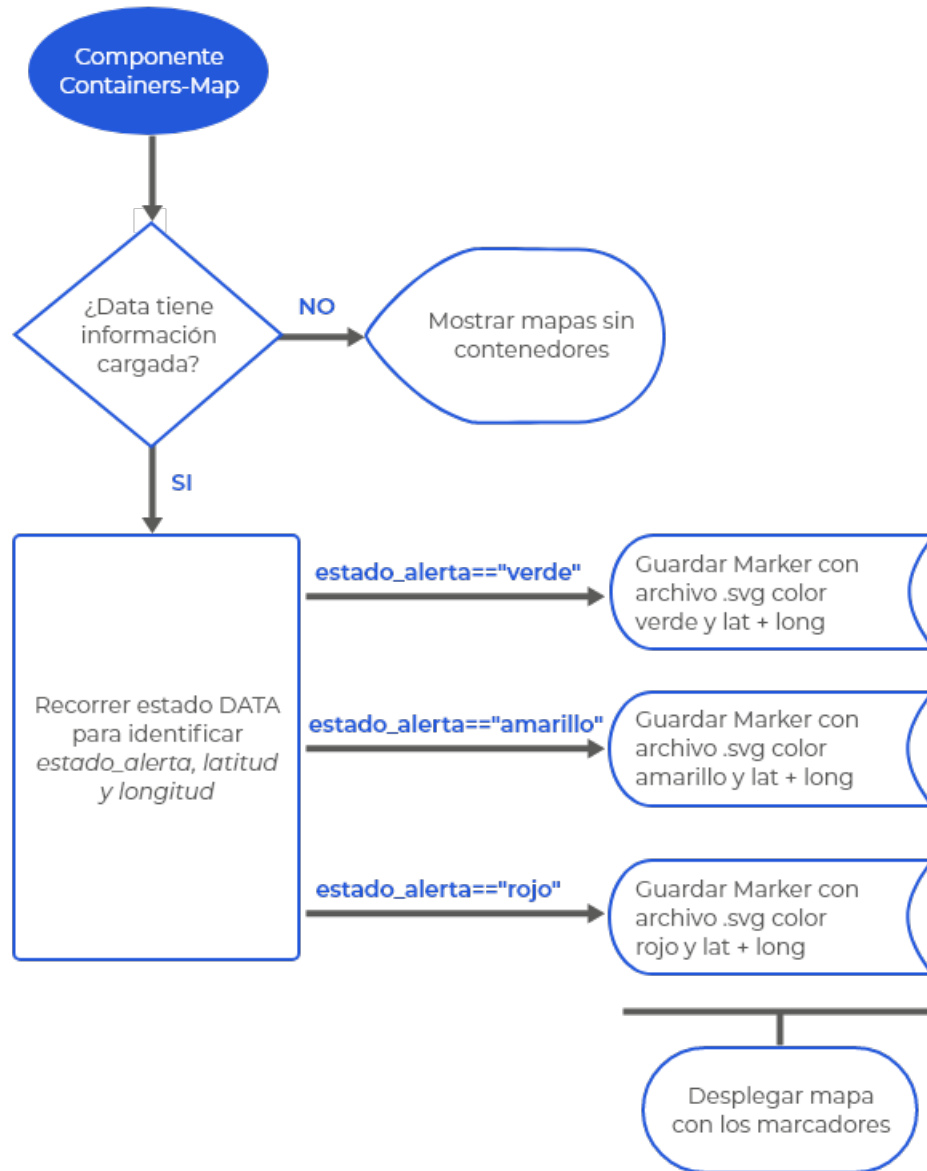 Componente
Containers-Map
¿Data tiene
información
cargada?
NO
Mostrar mapas sin
contenedores
SI
Recorrer estado DATA
para identificar
estado_alerta, latitud
y longitud
estado_alerta=="verde"
Guardar Marker con
archivo .svg color
verde y lat + long
estado_alerta=="amarillo"
Guardar Marker con
archivo .svg color
amarillo y lat + long
estado_alerta=="rojo"
Guardar Marker con
archivo .svg color
rojo y lat + long
Desplegar mapa
con los marcadores